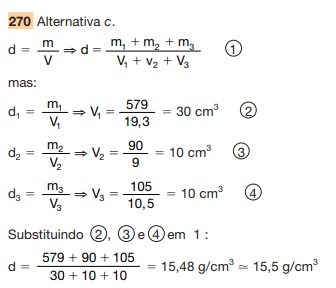 270 Alternativa c.
d = m/V ⇒ d = (m₁ + m₂ + m₃)/(V₁ + v₂ + V₃) ①
mas:
d₁ = m₁/V₁ ⇒ V₁ = 579/19,3 = 30 cm³ ②
d₂ = m₂/V₂ ⇒ V₂ = 90/9 = 10 cm³ ③
d₃ = m₃/V₃ ⇒ V₃ = 105/10,5 = 10 cm³ ④
Substituindo ②, ③ e ④ em 1 :
d = (579 + 90 + 105)/(30 + 10 + 10) = 15,48 g/cm³ ≃ 15,5 g/cm³